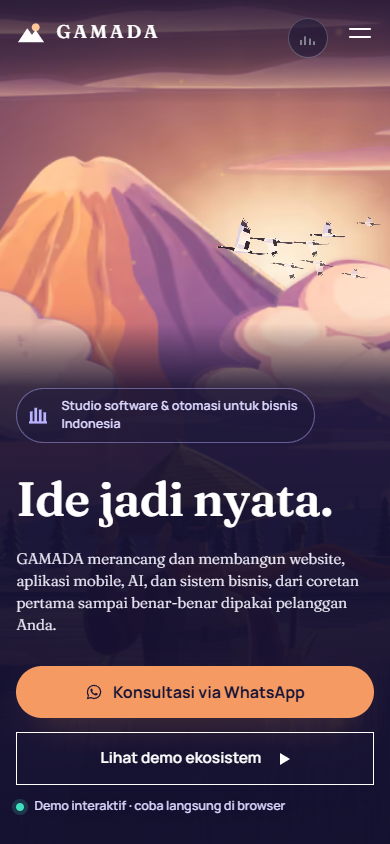 GAMADA
Studio software & otomasi untuk bisnis
Indonesia
Ide jadi nyata.
GAMADA merancang dan membangun website,
aplikasi mobile, AI, dan sistem bisnis, dari coretan
pertama sampai benar-benar dipakai pelanggan
Anda.
Konsultasi via WhatsApp
Lihat demo ekosistem
Demo interaktif · coba langsung di browser